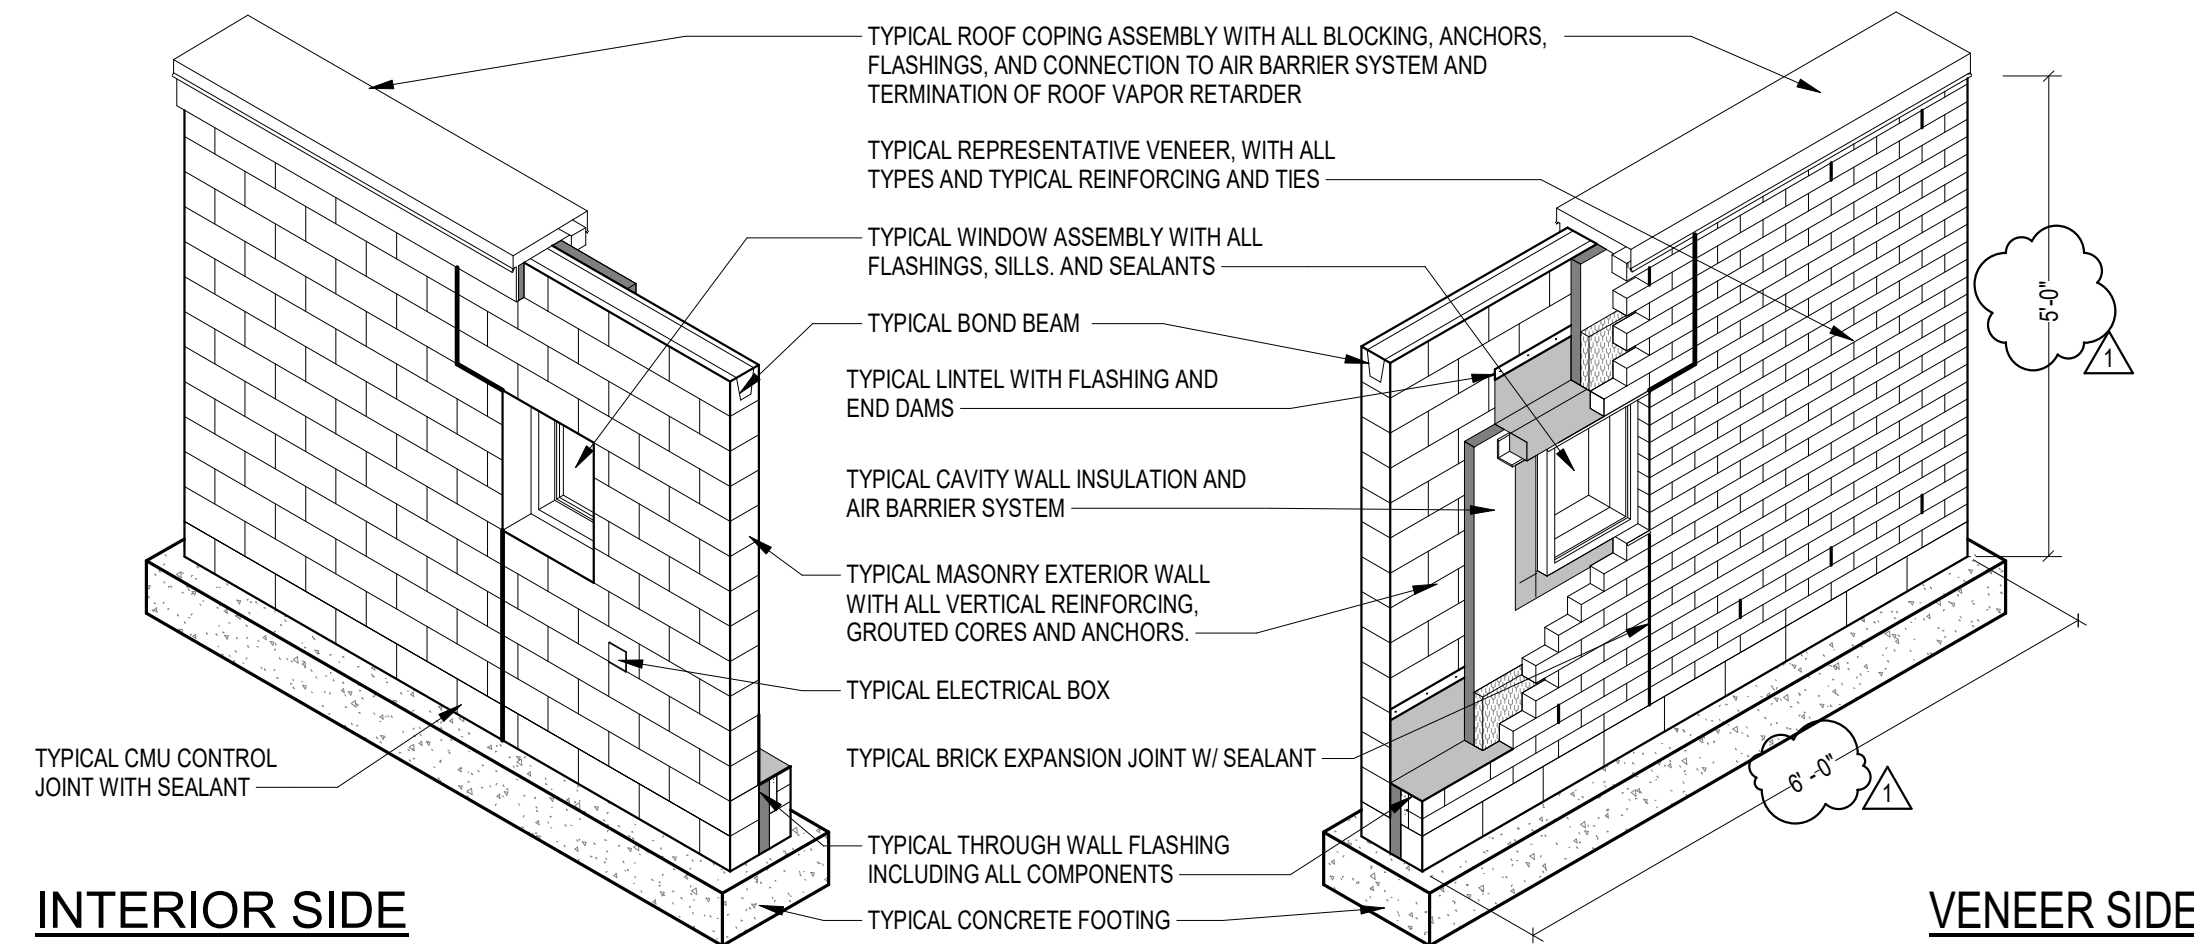 TYPICAL ROOF COPING ASSEMBLY WITH ALL BLOCKING, ANCHORS,
FLASHINGS, AND CONNECTION TO AIR BARRIER SYSTEM AND
TERMINATION OF ROOF VAPOR RETARDER
TYPICAL REPRESENTATIVE VENEER, WITH ALL
TYPES AND TYPICAL REINFORCING AND TIES
TYPICAL WINDOW ASSEMBLY WITH ALL
FLASHINGS, SILLS. AND SEALANTS
TYPICAL BOND BEAM
TYPICAL LINTEL WITH FLASHING AND
END DAMS
TYPICAL CAVITY WALL INSULATION AND
AIR BARRIER SYSTEM
TYPICAL MASONRY EXTERIOR WALL
WITH ALL VERTICAL REINFORCING,
GROUTED CORES AND ANCHORS.
TYPICAL ELECTRICAL BOX
TYPICAL BRICK EXPANSION JOINT W/ SEALANT
TYPICAL CMU CONTROL
JOINT WITH SEALANT
TYPICAL THROUGH WALL FLASHING
INCLUDING ALL COMPONENTS
TYPICAL CONCRETE FOOTING
5'-0"
1
6' -0"
1
INTERIOR SIDE
VENEER SIDE